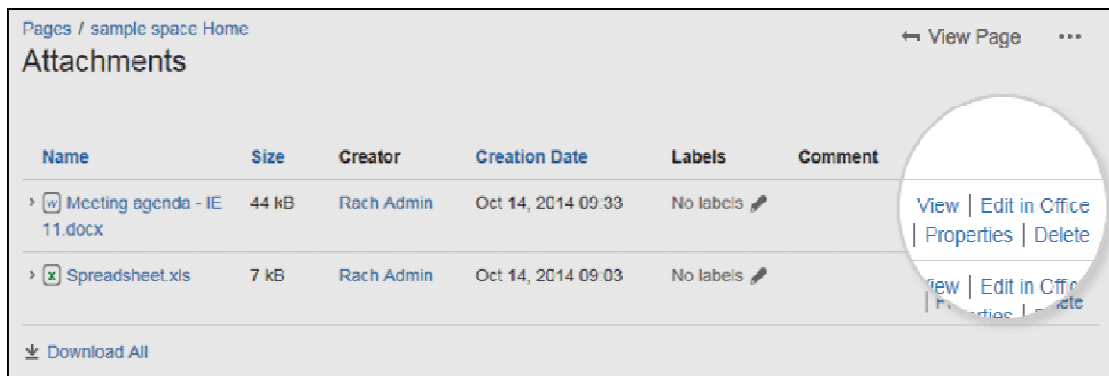 Pages / sample space Home
View Page
Attachments
Name Size Creator Creation Date Labels Comment
Meeting agenda - IE 44 kB Rach Admin Oct 14, 2014 09:33 No labels View | Edit in Office
11.docx | Properties | Delete
Spreadsheet.xls 7 kB Rach Admin Oct 14, 2014 09:03 No labels View | Edit in
Download All